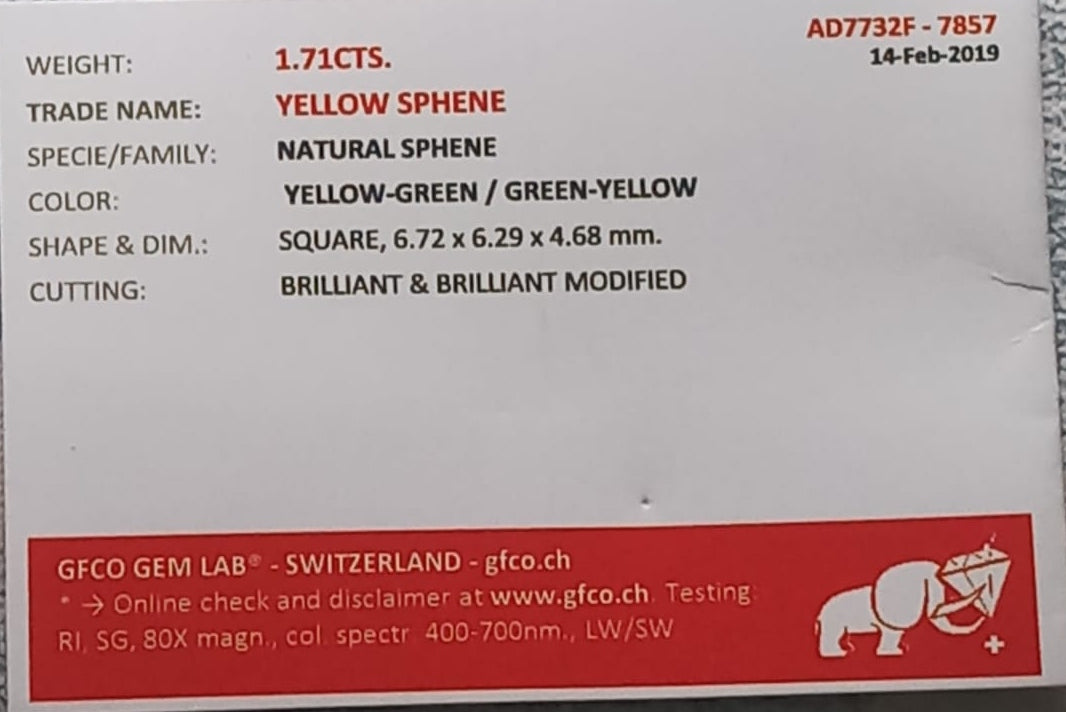 AD7732F - 7857
14-Feb-2019
WEIGHT: 1.71CTS.
TRADE NAME: YELLOW SPHENE
SPECIE/FAMILY: NATURAL SPHENE
COLOR: YELLOW-GREEN / GREEN-YELLOW
SHAPE & DIM.: SQUARE, 6.72 x 6.29 x 4.68 mm.
CUTTING: BRILLIANT & BRILLIANT MODIFIED
GFCO GEM LAB® - SWITZERLAND - gfco.ch
* → Online check and disclaimer at www.gfco.ch. Testing:
RI, SG, 80X magn., col. spectr 400-700nm., LW/SW